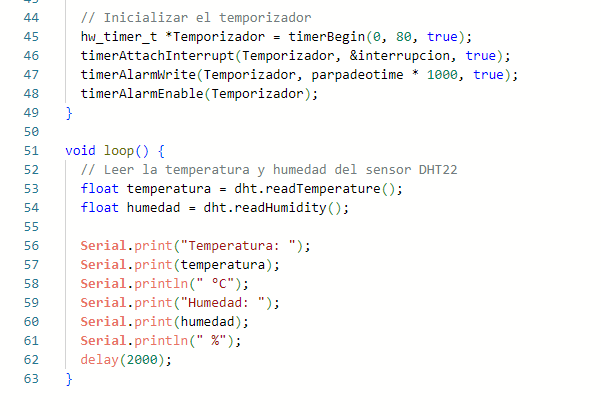 44 // Inicializar el temporizador
45 hw_timer_t *Temporizador = timerBegin(0, 80, true);
46 timerAttachInterrupt(Temporizador, &interrupcion, true);
47 timerAlarmWrite(Temporizador, parpadeotime * 1000, true);
48 timerAlarmEnable(Temporizador);
49 }
50
51 void loop() {
52 // Leer la temperatura y humedad del sensor DHT22
53 float temperatura = dht.readTemperature();
54 float humedad = dht.readHumidity();
55
56 Serial.print("Temperatura: ");
57 Serial.print(temperatura);
58 Serial.println(" °C");
59 Serial.print("Humedad: ");
60 Serial.print(humedad);
61 Serial.println(" %");
62 delay(2000);
63 }